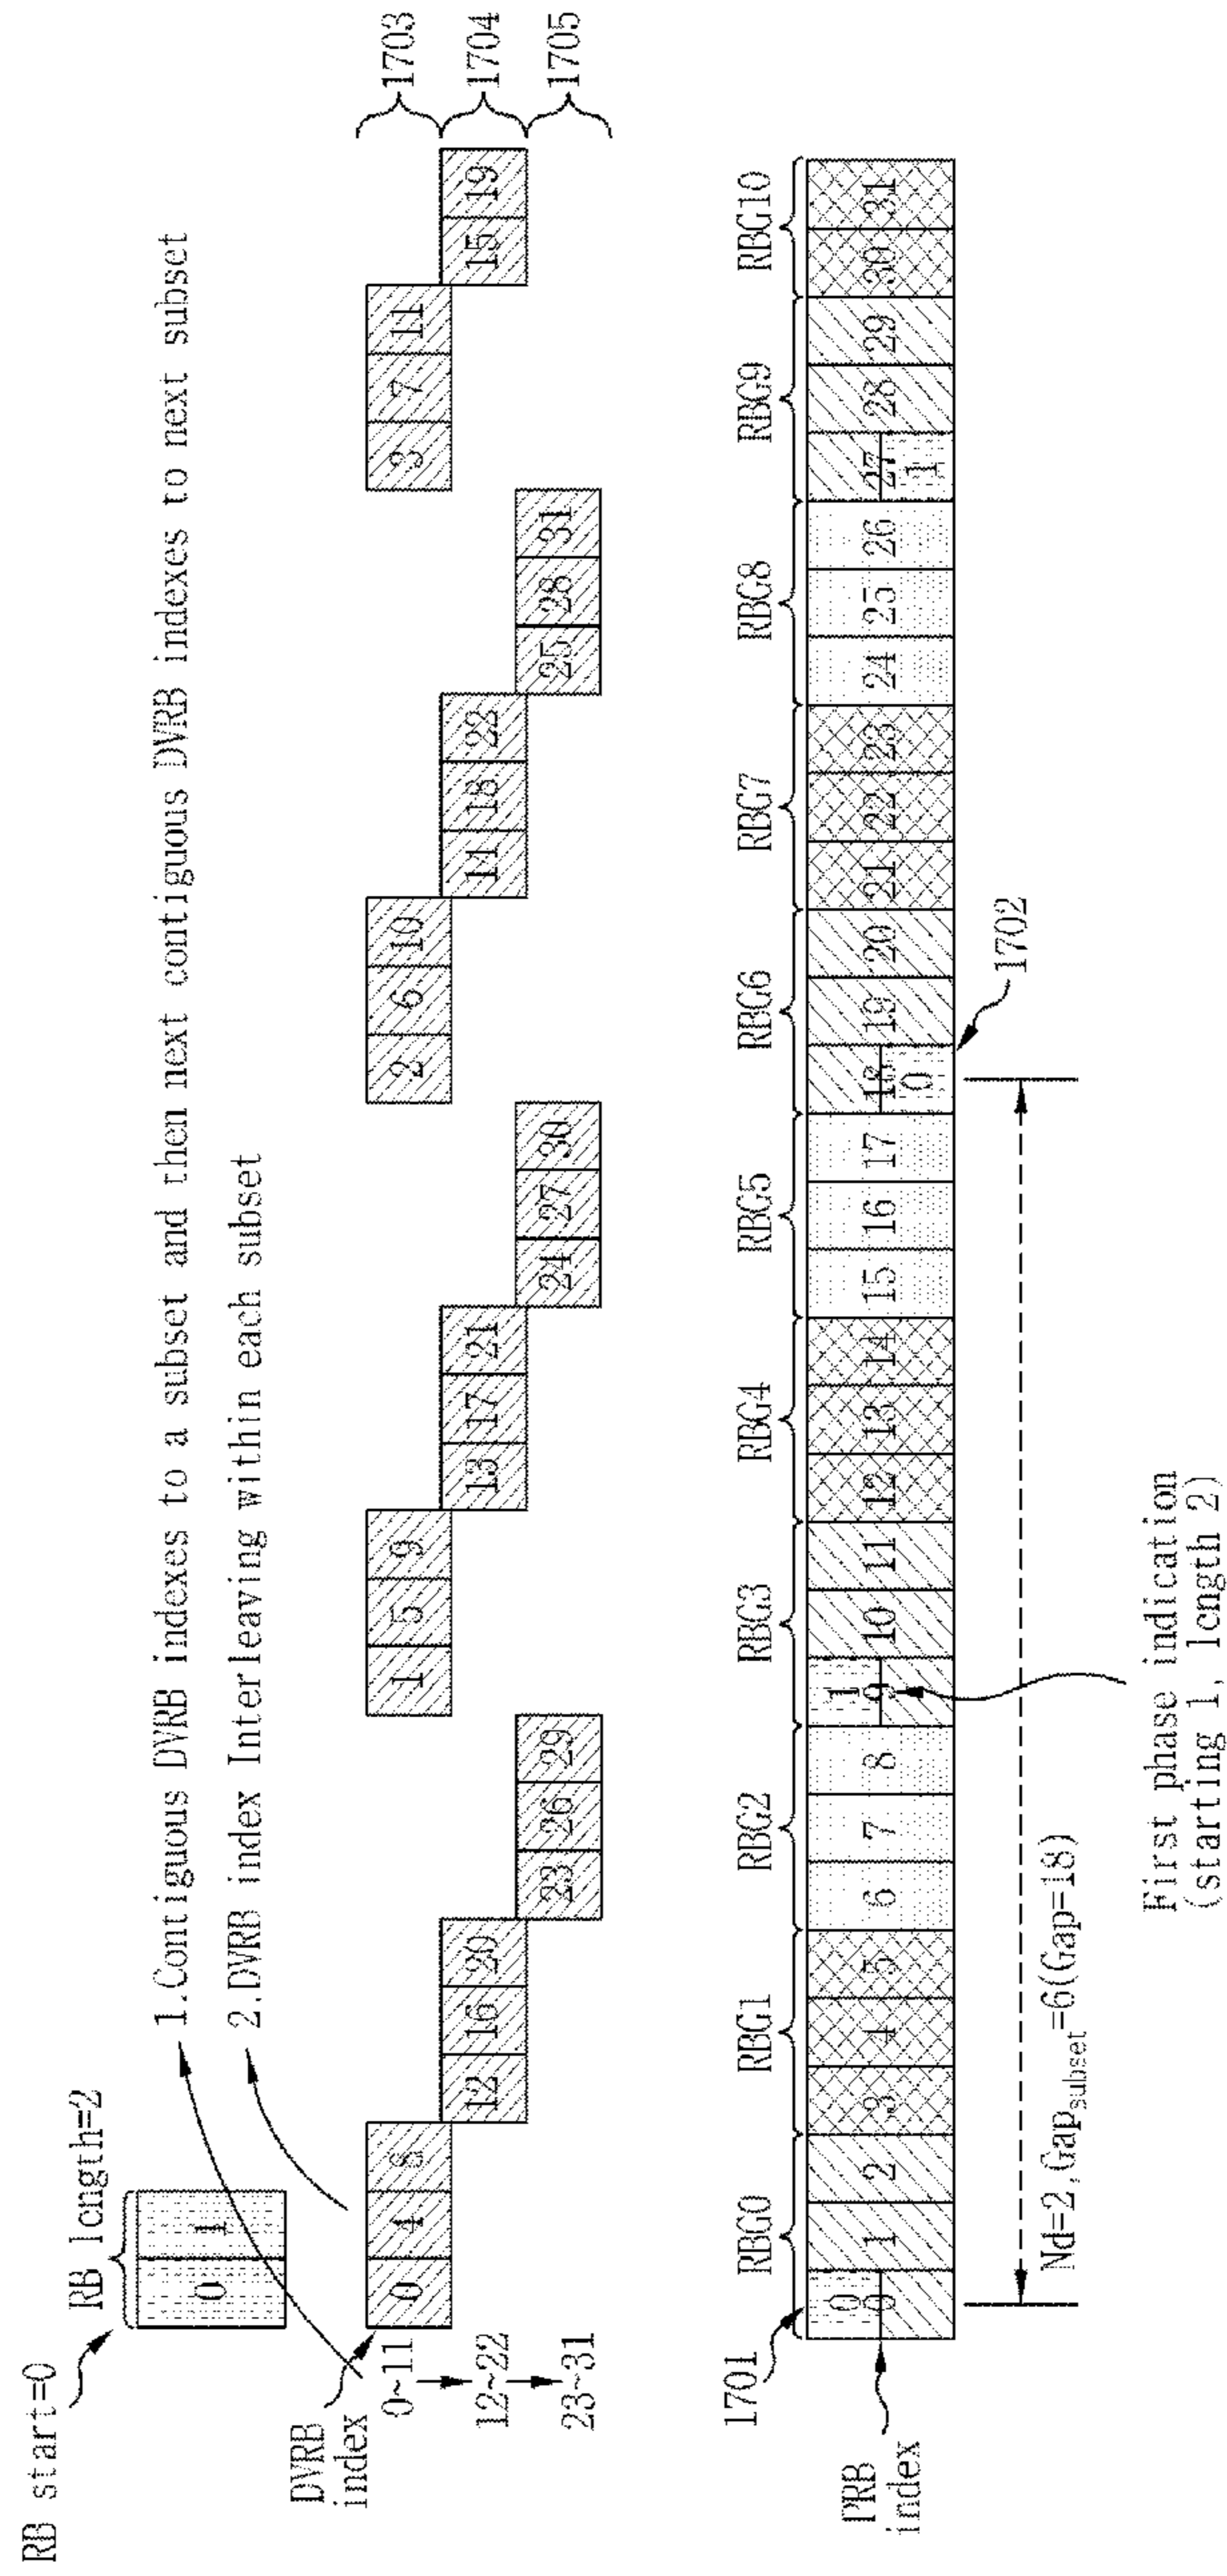 RB start=0
RB length=2
0 1
1.Contiguous DVRB indexes to a subset and then next contiguous DVRB indexes to next subset
2.DVRB index Interleaving within each subset
DVRB
index
0~11
12~22
23~31
0 4 8 1 5 9 2 6 10 3 7 11
1703
12 16 20 13 17 21 14 18 22 15 19
1704
23 26 29 24 27 30 25 28 31
1705
1701
RBG0 RBG1 RBG2 RBG3 RBG4 RBG5 RBG6 RBG7 RBG8 RBG9 RBG10
PRB
index
0 1 0 1
0 1 2 3 4 5 6 7 8 9 10 11 12 13 14 15 16 17 18 19 20 21 22 23 24 25 26 27 28 29 30 31
1702
Nd=2,Gapsubset=6(Gap=18)
First phase indication
(starting 1, length 2)